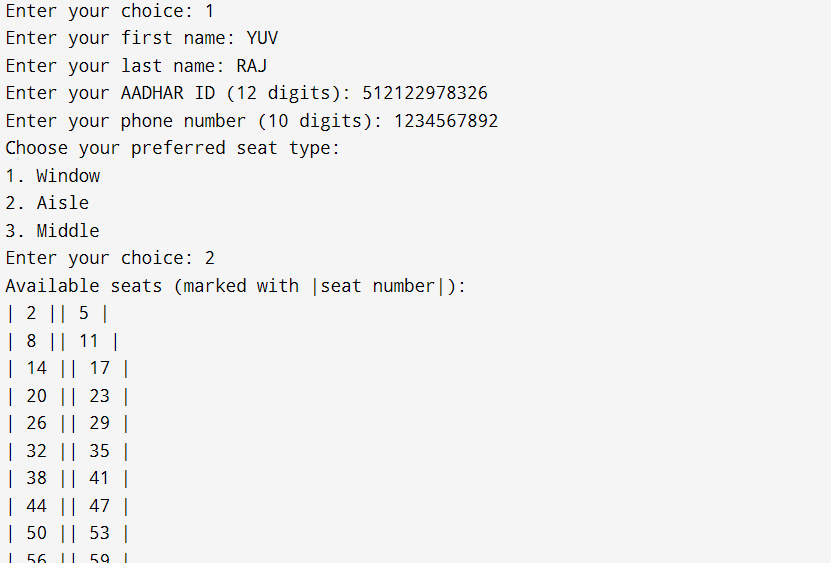 Enter your choice: 1
Enter your first name: YUV
Enter your last name: RAJ
Enter your AADHAR ID (12 digits): 512122978326
Enter your phone number (10 digits): 1234567892
Choose your preferred seat type:
1. Window
2. Aisle
3. Middle
Enter your choice: 2
Available seats (marked with |seat number|):
| 2 || 5 |
| 8 || 11 |
| 14 || 17 |
| 20 || 23 |
| 26 || 29 |
| 32 || 35 |
| 38 || 41 |
| 44 || 47 |
| 50 || 53 |
| 56 || 59 |